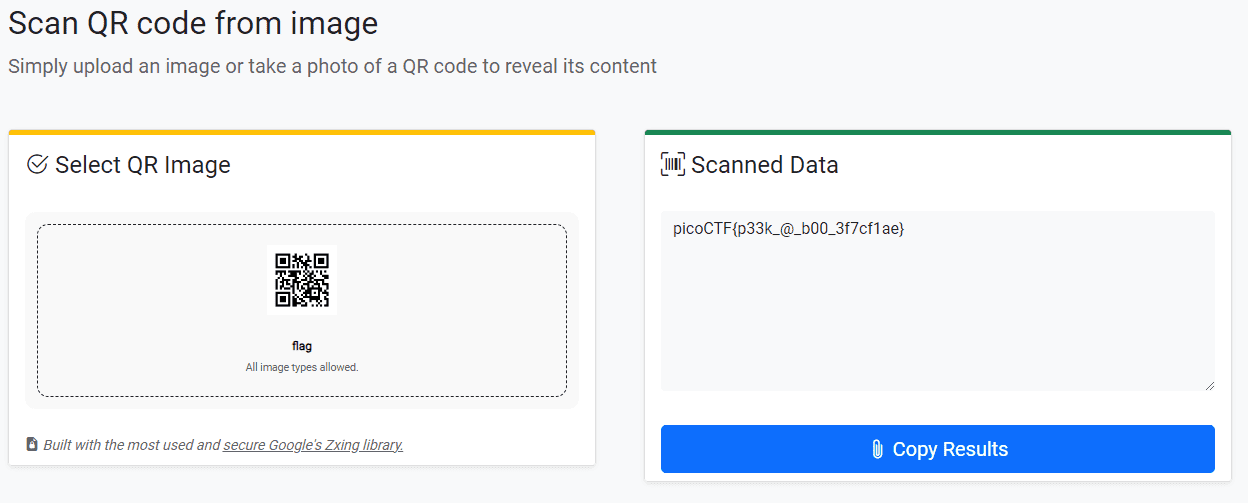 Scan QR code from image
Simply upload an image or take a photo of a QR code to reveal its content
Select QR Image
flag
All image types allowed.
Built with the most used and secure Google's Zxing library.
Scanned Data
picoCTF{p33k_@_b00_3f7cf1ae}
Copy Results